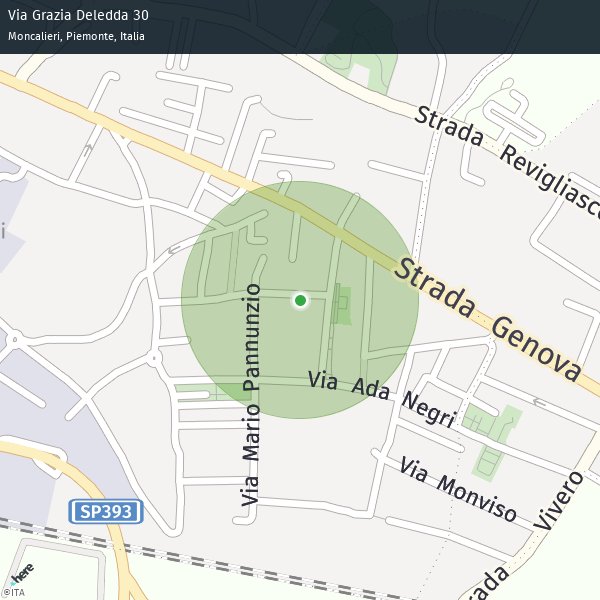 Via Grazia Deledda 30
Moncalieri, Piemonte, Italia
Strada Revigliasco
i
Strada Genova
Via Mario Pannunzio
Via Ada Negri
Via Monviso
SP393
Vivero
rada
here
©ITA